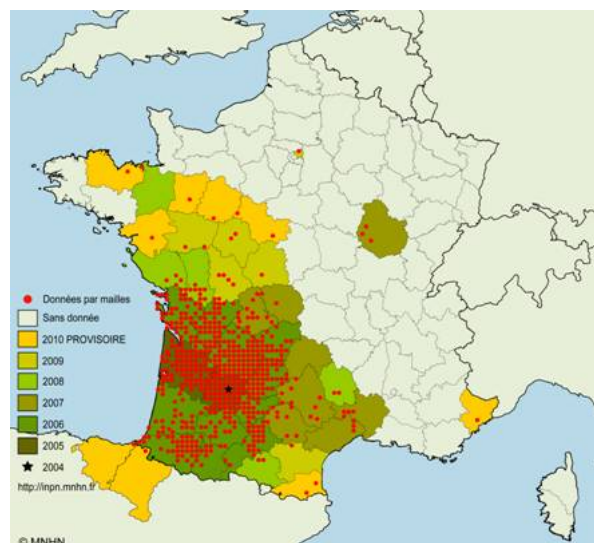 Données par mailles
Sans donnée
2010 PROVISOIRE
2009
2008
2007
2006
2005
2004
http://inpn.mnhn.fr
© MNHN